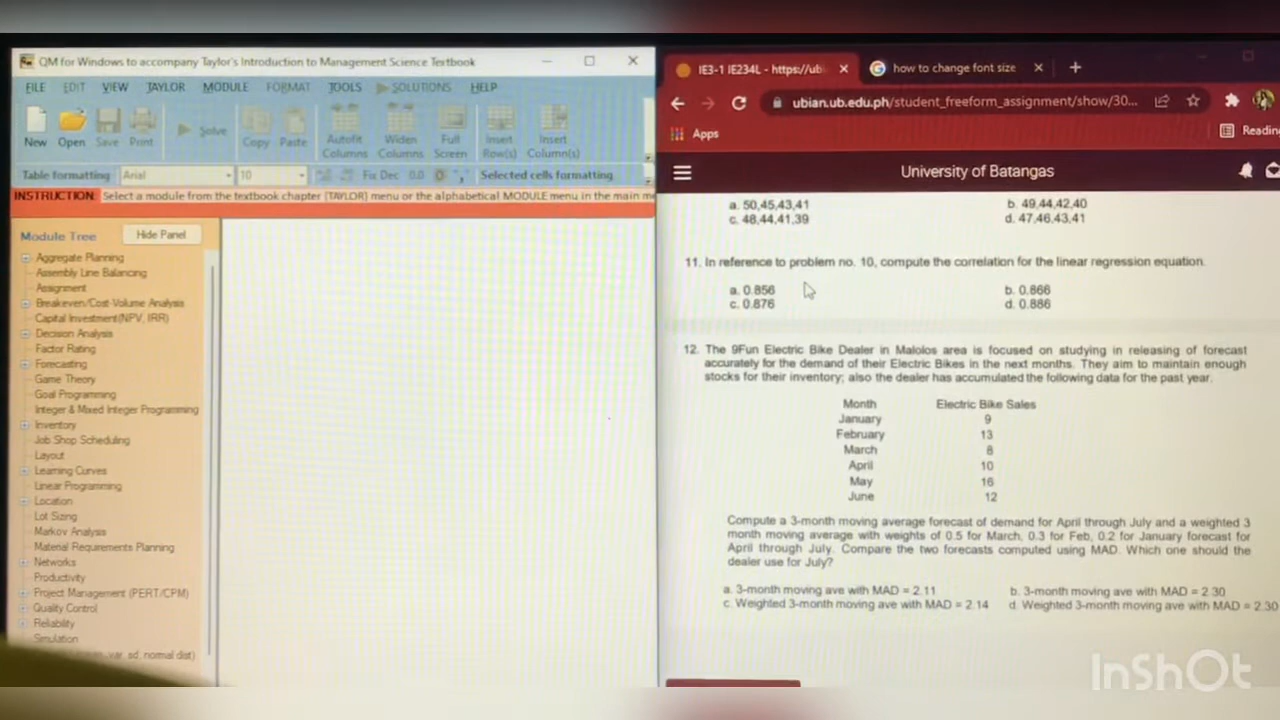 QM for Windows to accompany Taylor's Introduction to Management Science Textbook
FILE EDIT VIEW TAYLOR MODULE FORMAT TOOLS SOLUTIONS HELP
New Open Save Print Solve Copy Paste Autofit Columns Widen Columns Full Screen Insert Row(s) Insert Column(s)
Table formatting Arial 10 Fix Dec 0.0 0 Selected cells formatting
INSTRUCTION: Select a module from the textbook chapter [TAYLOR] menu or the alphabetical MODULE menu in the main
Module Tree Hide Panel
Aggregate Planning
Assembly Line Balancing
Assignment
Breakeven/Cost-Volume Analysis
Capital Investment(NPV, IRR)
Decision Analysis
Factor Rating
Forecasting
Game Theory
Goal Programming
Integer & Mixed Integer Programming
Inventory
Job Shop Scheduling
Layout
Learning Curves
Linear Programming
Location
Lot Sizing
Markov Analysis
Material Requirements Planning
Networks
Productivity
Project Management (PERT/CPM)
Quality Control
Reliability
Simulation
var, sd, normal dist)
IE3-1 IE234L - https://ub
how to change font size
ubian.ub.edu.ph/student_freeform_assignment/show/30...
Apps
Readin
University of Batangas
a. 50,45,43,41 b. 49,44,42,40
c. 48,44,41,39 d. 47,46,43,41
11. In reference to problem no. 10, compute the correlation for the linear regression equation.
a. 0.856 b. 0.866
c. 0.876 d. 0.886
12. The 9Fun Electric Bike Dealer in Malolos area is focused on studying in releasing of forecast
accurately for the demand of their Electric Bikes in the next months. They aim to maintain enough
stocks for their inventory; also the dealer has accumulated the following data for the past year.
Month Electric Bike Sales
January 9
February 13
March 8
April 10
May 16
June 12
Compute a 3-month moving average forecast of demand for April through July and a weighted 3
month moving average with weights of 0.5 for March, 0.3 for Feb, 0.2 for January forecast for
April through July. Compare the two forecasts computed using MAD. Which one should the
dealer use for July?
a. 3-month moving ave with MAD = 2.11 b. 3-month moving ave with MAD = 2.30
c. Weighted 3-month moving ave with MAD = 2.14 d. Weighted 3-month moving ave with MAD = 2.30
InShOt